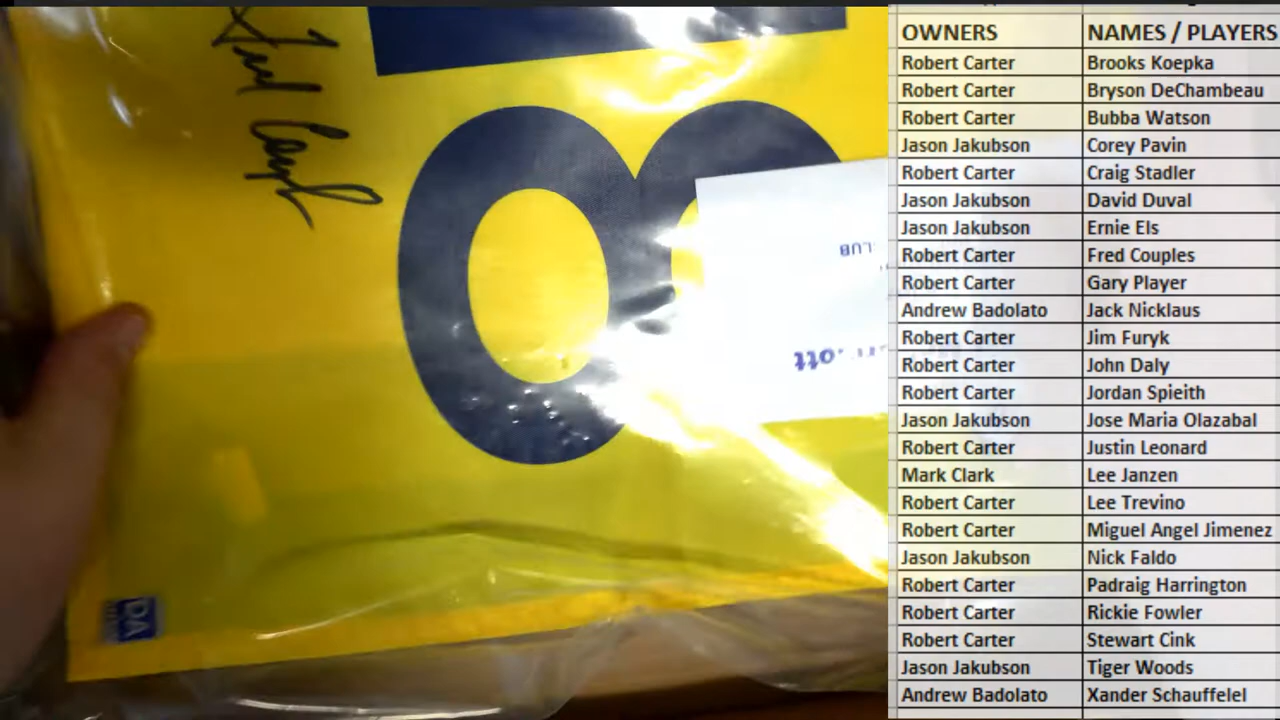 OWNERS NAMES / PLAYERS
Robert Carter Brooks Koepka
Robert Carter Bryson DeChambeau
Robert Carter Bubba Watson
Jason Jakubson Corey Pavin
Robert Carter Craig Stadler
Jason Jakubson David Duval
Jason Jakubson Ernie Els
Robert Carter Fred Couples
Robert Carter Gary Player
Andrew Badolato Jack Nicklaus
Robert Carter Jim Furyk
Robert Carter John Daly
Robert Carter Jordan Spieith
Jason Jakubson Jose Maria Olazabal
Robert Carter Justin Leonard
Mark Clark Lee Janzen
Robert Carter Lee Trevino
Robert Carter Miguel Angel Jimenez
Jason Jakubson Nick Faldo
Robert Carter Padraig Harrington
Robert Carter Rickie Fowler
Robert Carter Stewart Cink
Jason Jakubson Tiger Woods
Andrew Badolato Xander Schauffelel
CLUB